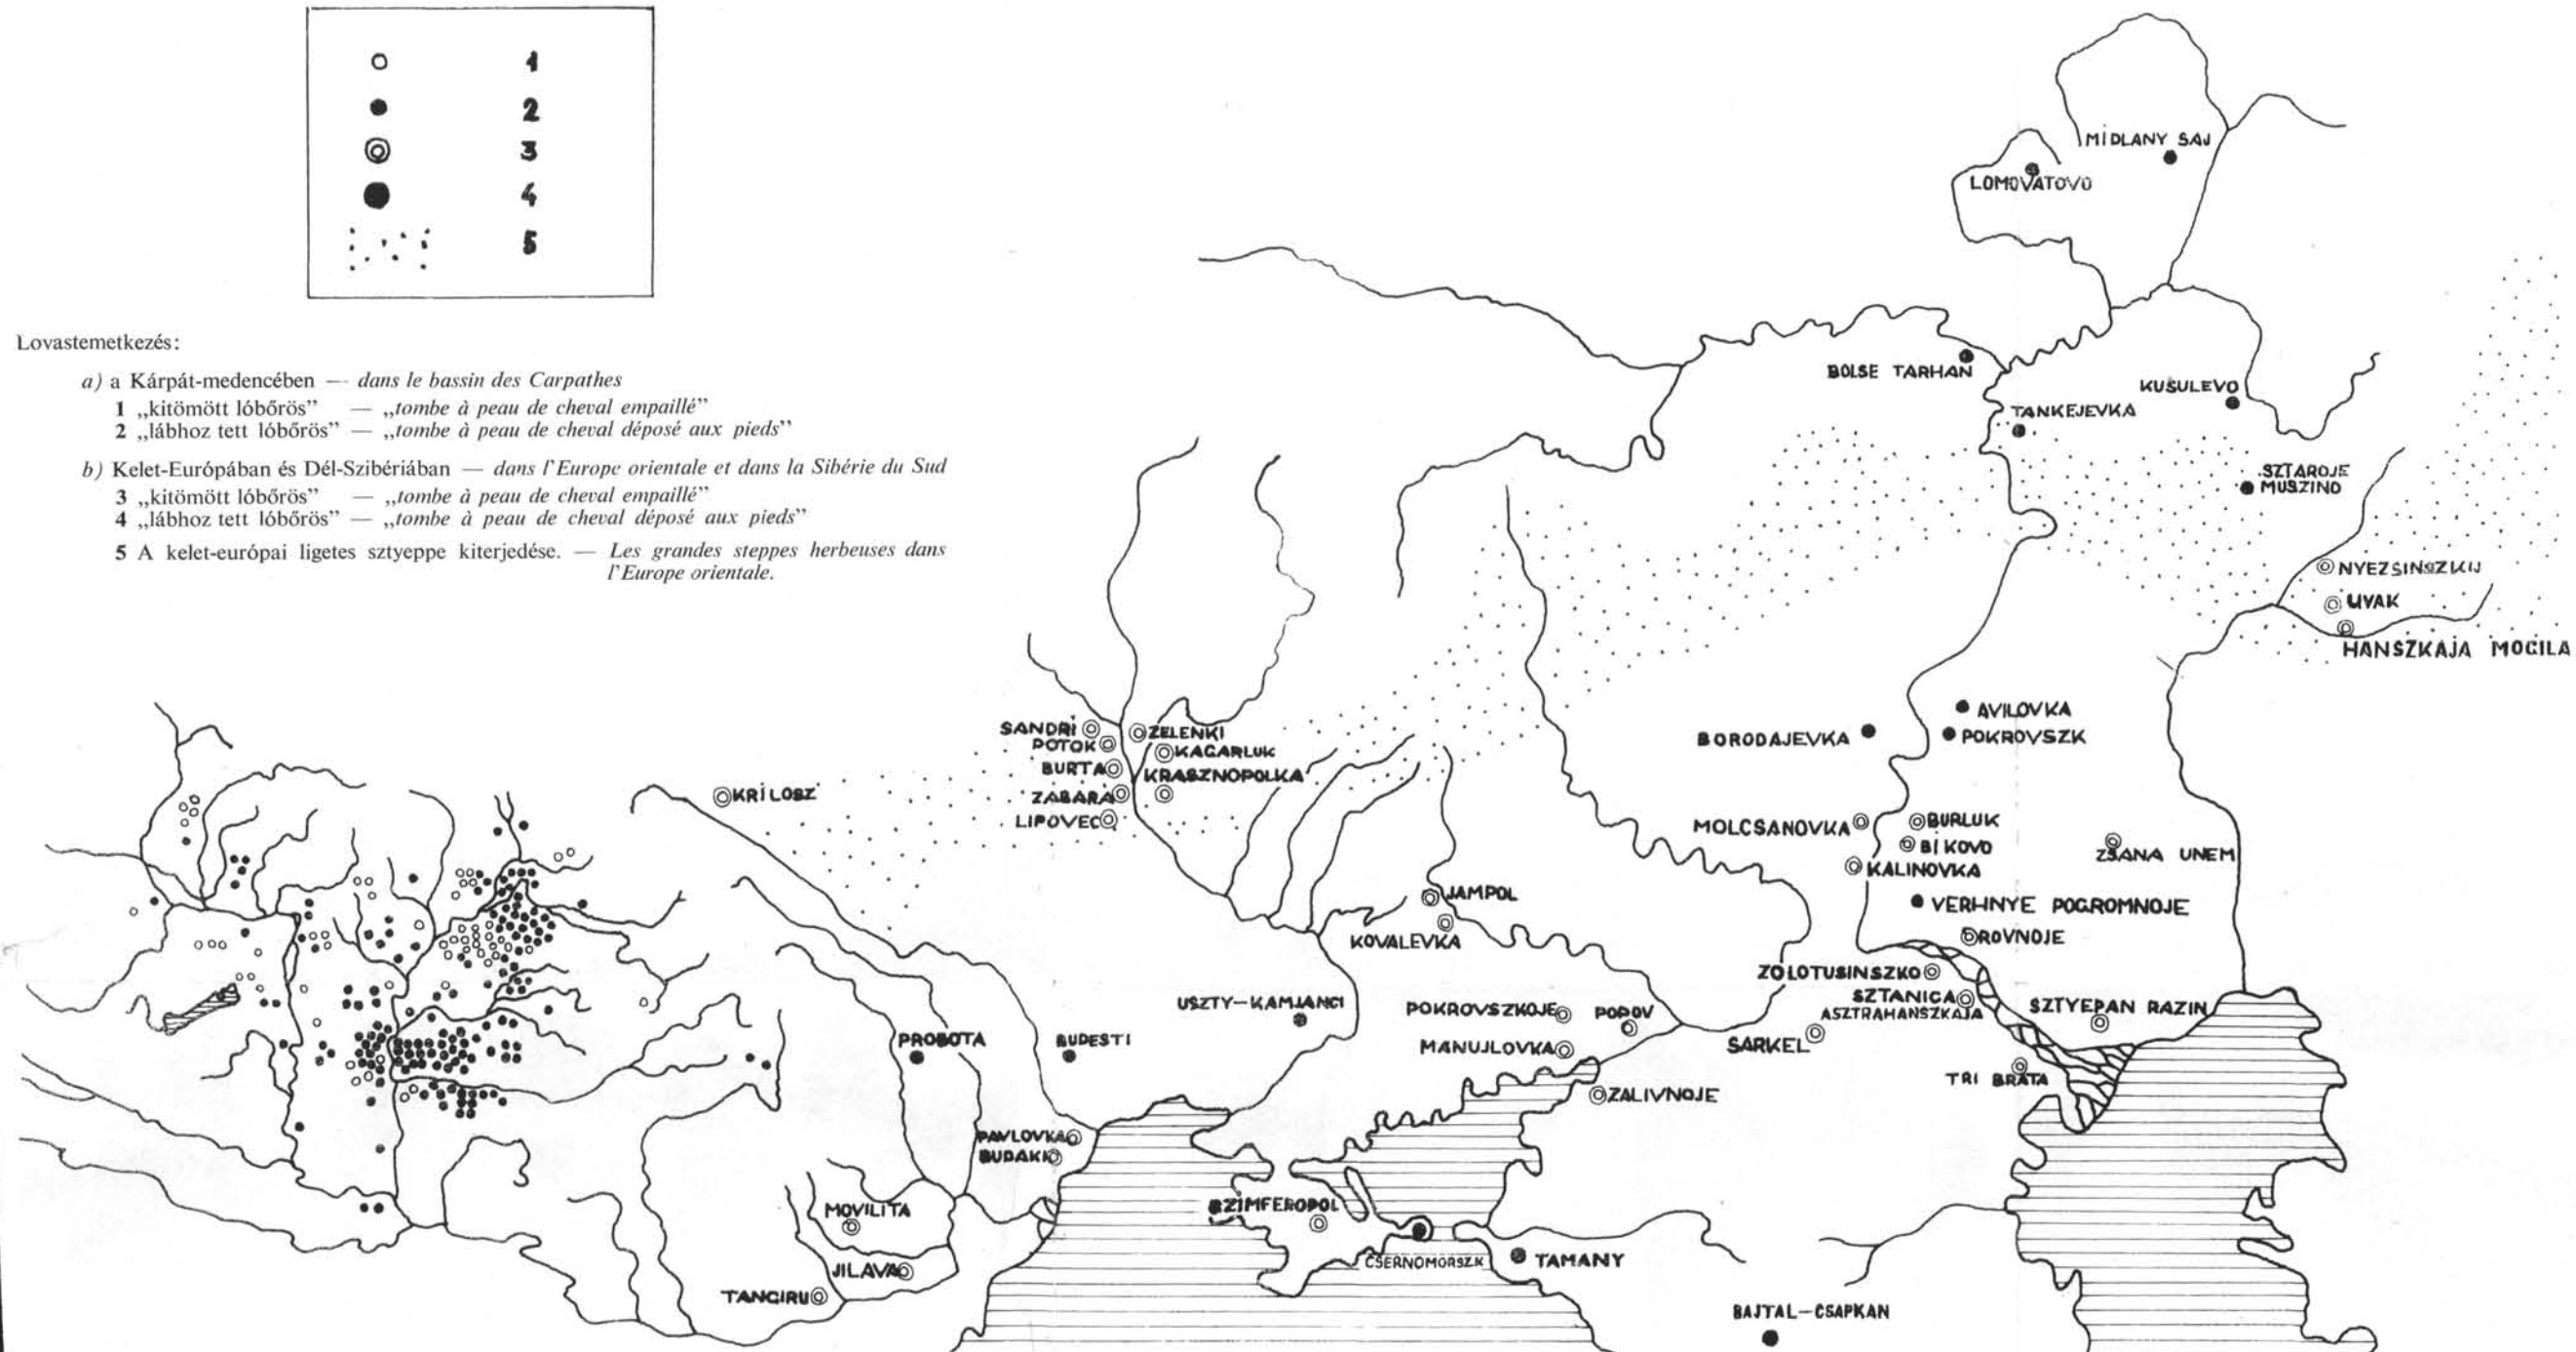 1
2
3
4
5
Lovastemetkezés:
a) a Kárpát-medencében — dans le bassin des Carpathes
1 „kitömött lóbőrös” — „tombe à peau de cheval empaillé”
2 „lábhoz tett lóbőrös” — „tombe à peau de cheval déposé aux pieds”
b) Kelet-Európában és Dél-Szibériában — dans l'Europe orientale et dans la Sibérie du Sud
3 „kitömött lóbőrös” — „tombe à peau de cheval empaillé”
4 „lábhoz tett lóbőrös” — „tombe à peau de cheval déposé aux pieds”
5 A kelet-európai ligetes sztyeppe kiterjedése. — Les grandes steppes herbeuses dans
l'Europe orientale.
MIDLANY SAJ
LOMOVATOVO
BOLSE TARHAN
KUSULEVO
TANKEJEVKA
SZTAROJE
MUSZINO
NYEZSINSZKIJ
UVAK
HANSZKAJA MOGILA
AVILOVKA
POKROVSZK
BORODAJEVKA
SANDRI
ZELENKI
POTOK
KAGARLUK
BURTA
KRASZNOPOLKA
ZABARA
LIPOVEC
KRILOSZ
MOLCSANOVKA
BURLUK
BIKOVO
KALINOVKA
ZSANA UNEM
JAMPOL
KOVALEVKA
VERHNYE POGROMNOJE
ROVNOJE
ZOLOTUSINSZKO
SZTANICA
ASZTRAHANSZKAJA
SZTYEPAN RAZIN
USZTY-KAMJANCI
POKROVSZKOJE
POPOV
PROBOTA
BUDESTI
MANUJLOVKA
SARKEL
TRI BRATA
ZALIVNOJE
PAVLOVKA
BUDAKI
MOVILITA
SZIMFEROPOL
JILAVA
CSERNOMORSZK
TAMANY
TANGIRU
BAJTAL-CSAPKAN